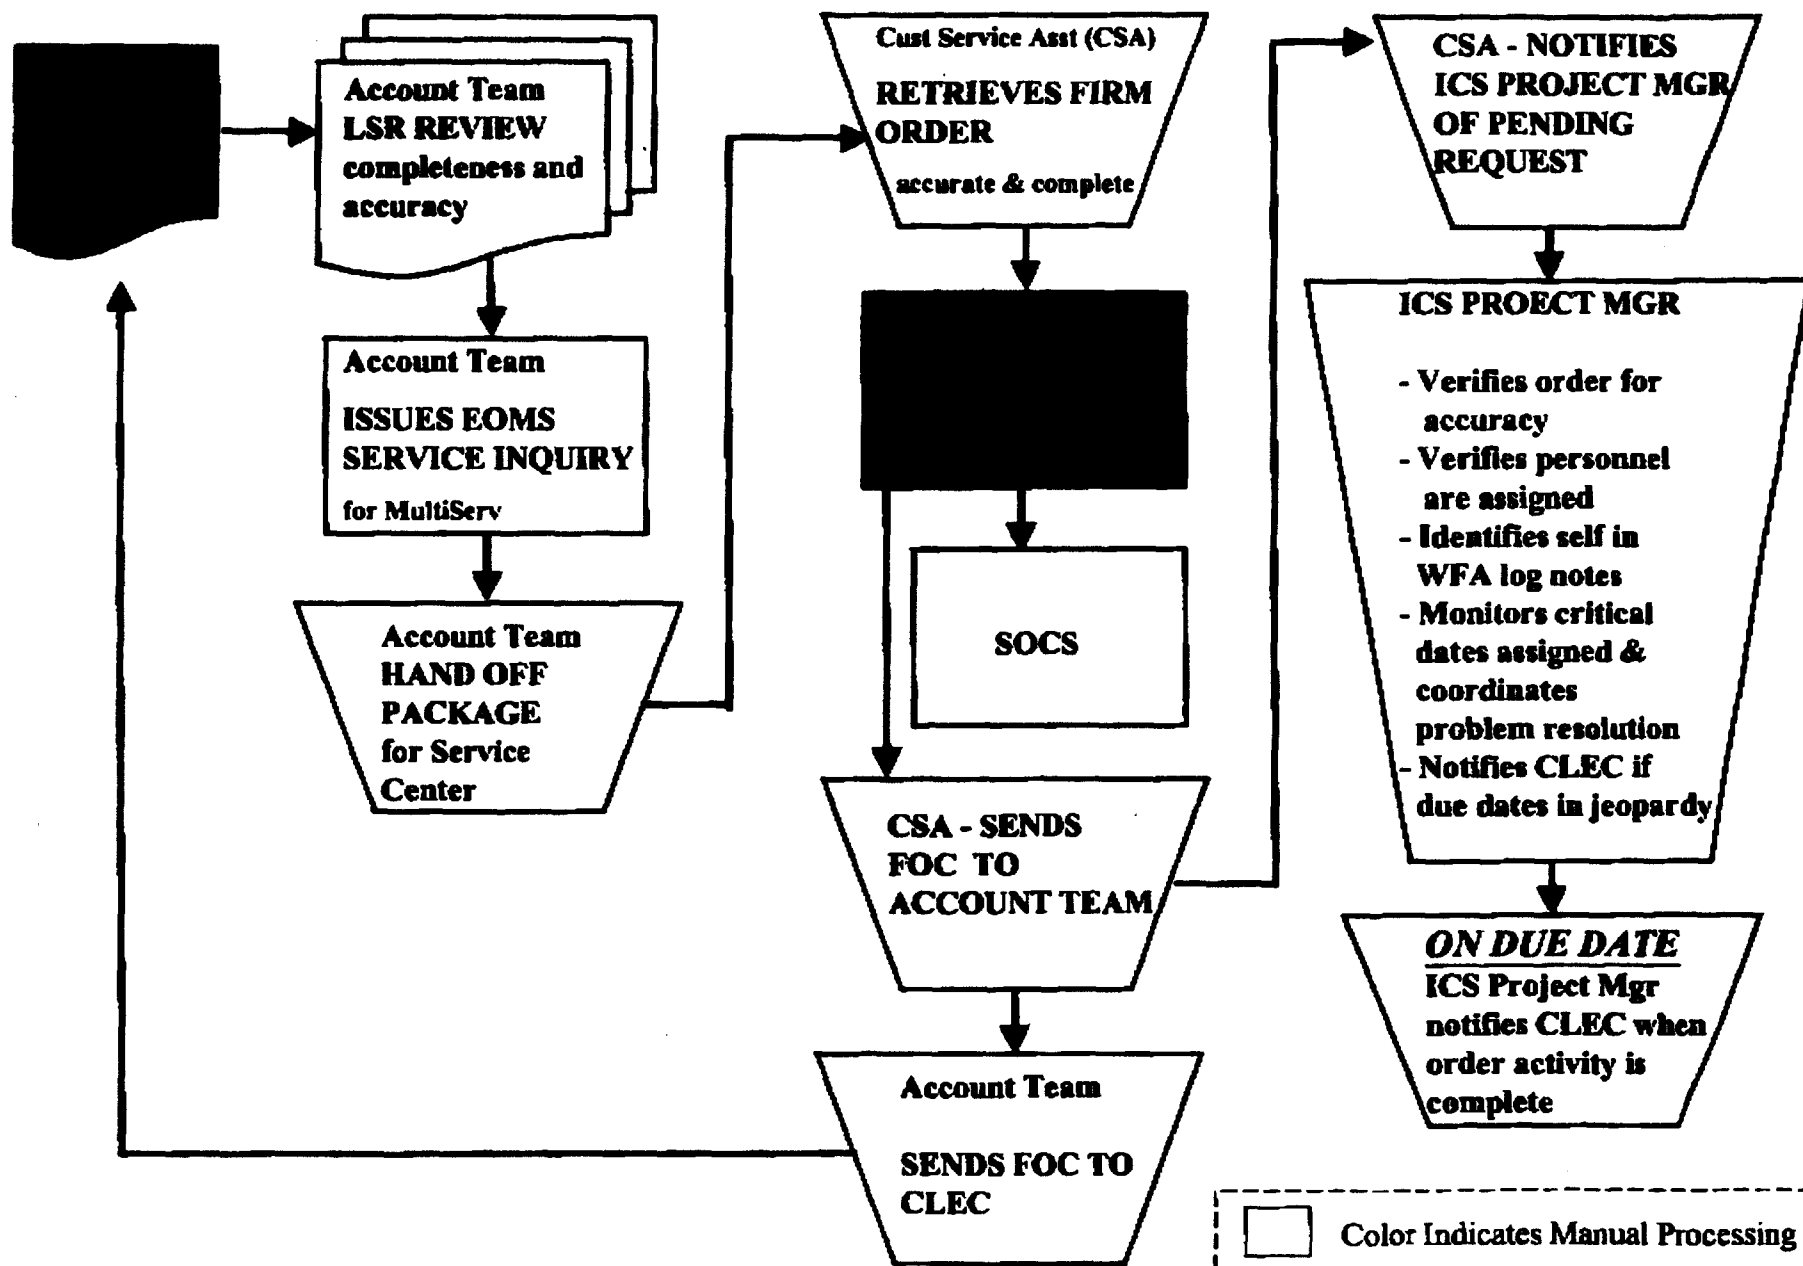 Account Team
LSR REVIEW
completeness and
accuracy
Account Team
ISSUES EOMS
SERVICE INQUIRY
for MultiServ
Account Team
HAND OFF
PACKAGE
for Service
Center
Cust Service Asst (CSA)
RETRIEVES FIRM
ORDER
accurate & complete
SOCS
CSA - SENDS
FOC TO
ACCOUNT TEAM
Account Team
SENDS FOC TO
CLEC
CSA - NOTIFIES
ICS PROJECT MGR
OF PENDING
REQUEST
ICS PROECT MGR
- Verifies order for
accuracy
- Verifies personnel
are assigned
- Identifies self in
WFA log notes
- Monitors critical
dates assigned &
coordinates
problem resolution
- Notifies CLEC if
due dates in jeopardy
ON DUE DATE
ICS Project Mgr
notifies CLEC when
order activity is
complete
Color Indicates Manual Processing